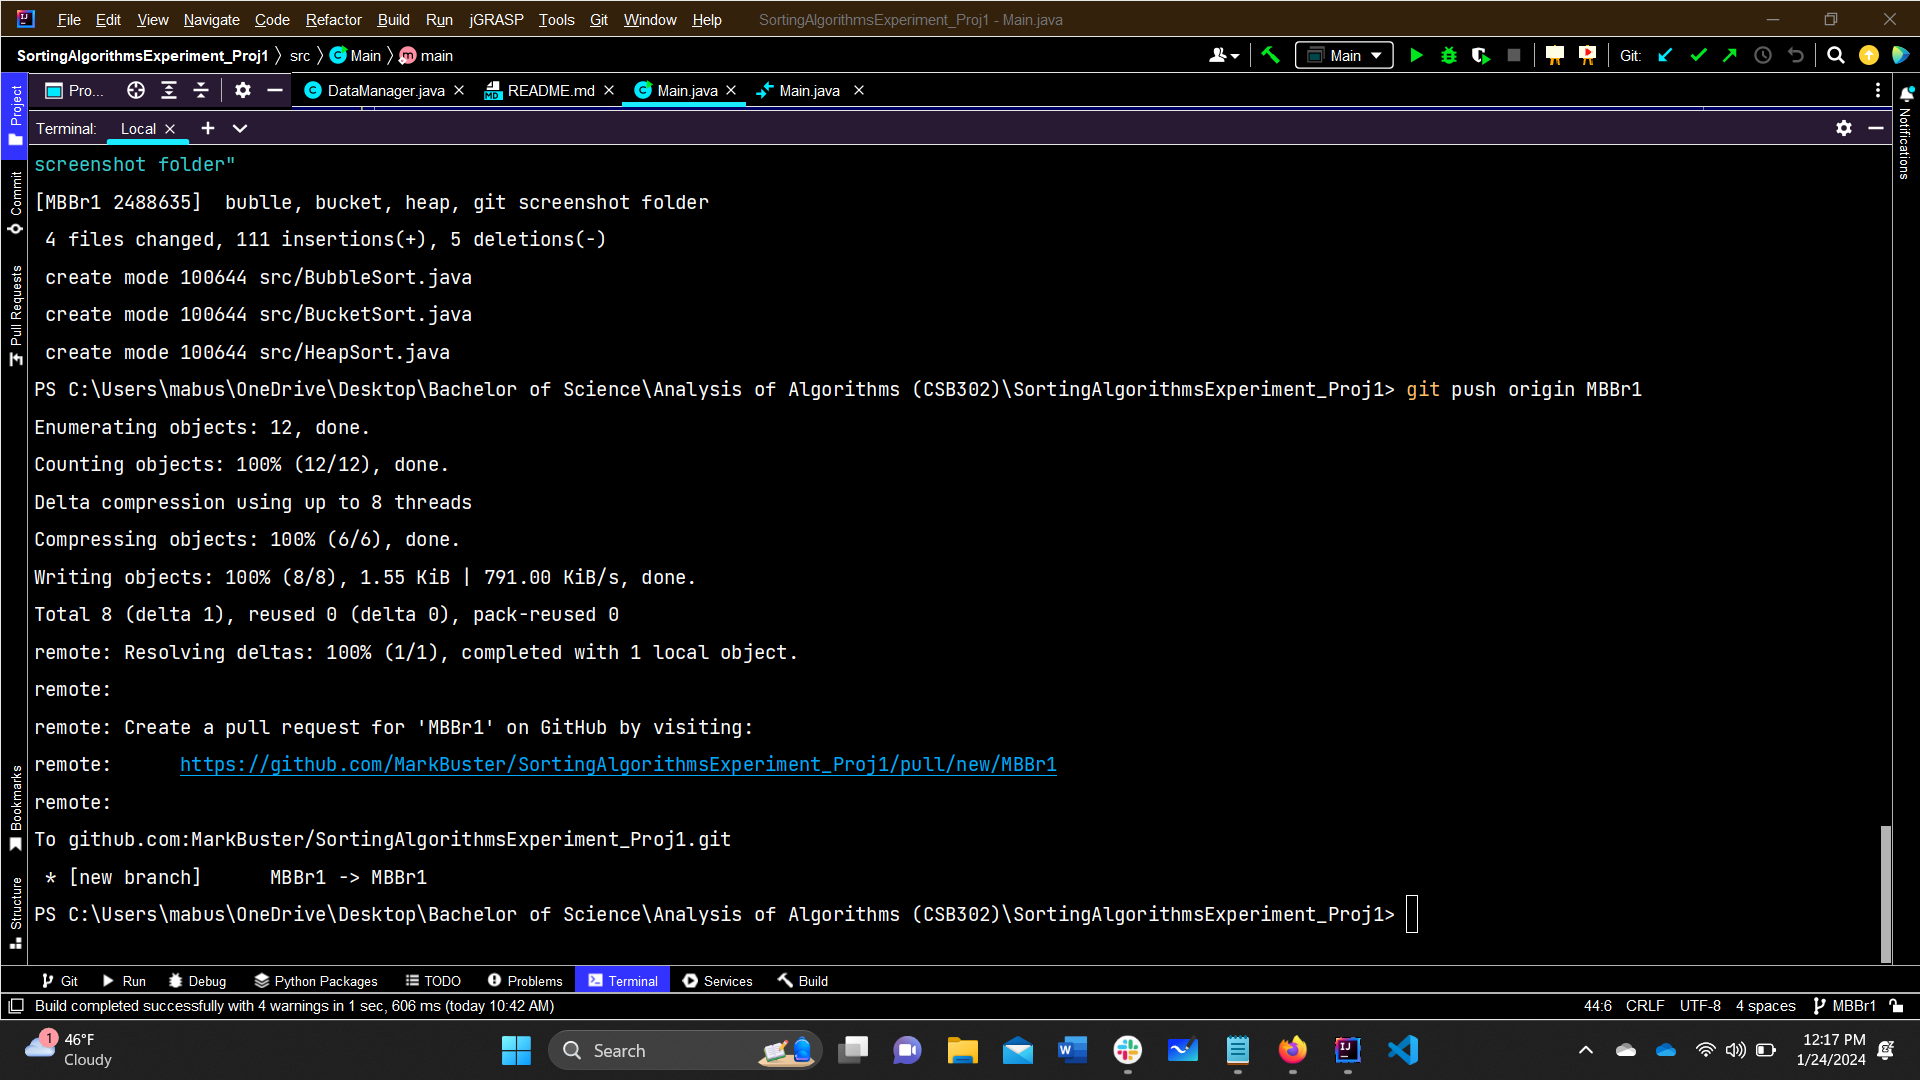 File Edit View Navigate Code Refactor Build Run jGRASP Tools Git Window Help SortingAlgorithmsExperiment_Proj1 - Main.java
SortingAlgorithmsExperiment_Proj1 src Main main Main Git:
Pro... DataManager.java README.md Main.java Main.java
Terminal: Local
screenshot folder"
[MBBr1 2488635]  bublle, bucket, heap, git screenshot folder
 4 files changed, 111 insertions(+), 5 deletions(-)
 create mode 100644 src/BubbleSort.java
 create mode 100644 src/BucketSort.java
 create mode 100644 src/HeapSort.java
PS C:\Users\mabus\OneDrive\Desktop\Bachelor of Science\Analysis of Algorithms (CSB302)\SortingAlgorithmsExperiment_Proj1> git push origin MBBr1
Enumerating objects: 12, done.
Counting objects: 100% (12/12), done.
Delta compression using up to 8 threads
Compressing objects: 100% (6/6), done.
Writing objects: 100% (8/8), 1.55 KiB | 791.00 KiB/s, done.
Total 8 (delta 1), reused 0 (delta 0), pack-reused 0
remote: Resolving deltas: 100% (1/1), completed with 1 local object.
remote:
remote: Create a pull request for 'MBBr1' on GitHub by visiting:
remote:      https://github.com/MarkBuster/SortingAlgorithmsExperiment_Proj1/pull/new/MBBr1
remote:
To github.com:MarkBuster/SortingAlgorithmsExperiment_Proj1.git
 * [new branch]      MBBr1 -> MBBr1
PS C:\Users\mabus\OneDrive\Desktop\Bachelor of Science\Analysis of Algorithms (CSB302)\SortingAlgorithmsExperiment_Proj1>
Project
Commit
Pull Requests
Bookmarks
Structure
Notifications
Git Run Debug Python Packages TODO Problems Terminal Services Build
Build completed successfully with 4 warnings in 1 sec, 606 ms (today 10:42 AM) 44:6 CRLF UTF-8 4 spaces MBBr1
1 46°F
Cloudy
Search
12:17 PM
1/24/2024